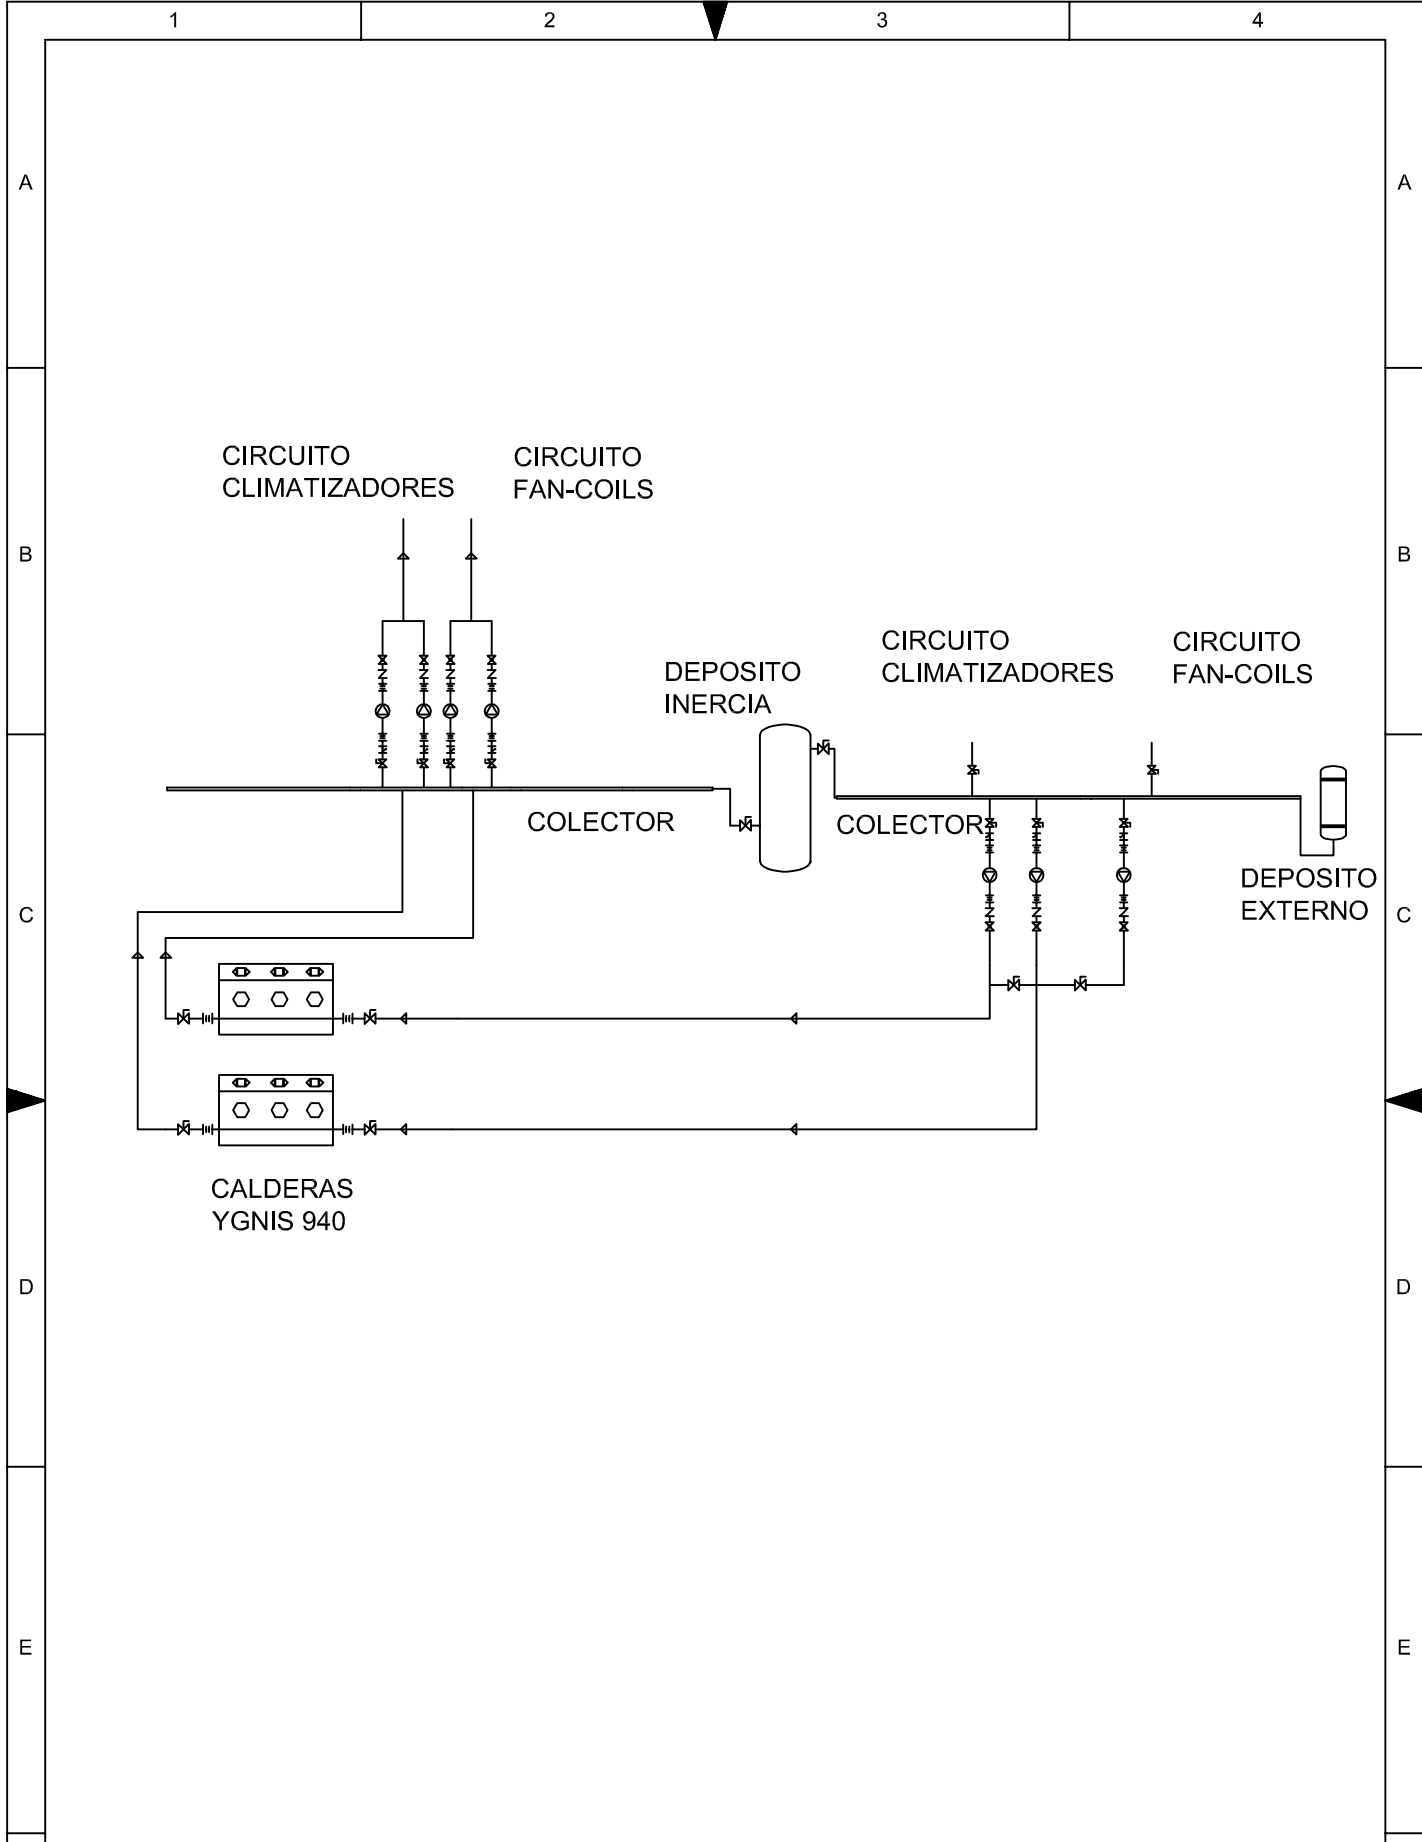 1
2
3
4
A
A
CIRCUITO
CLIMATIZADORES
CIRCUITO
FAN-COILS
B
B
CIRCUITO
CLIMATIZADORES
CIRCUITO
FAN-COILS
DEPOSITO
INERCIA
COLECTOR
COLECTOR
DEPOSITO
EXTERNO
C
C
CALDERAS
YGNIS 940
D
D
E
E